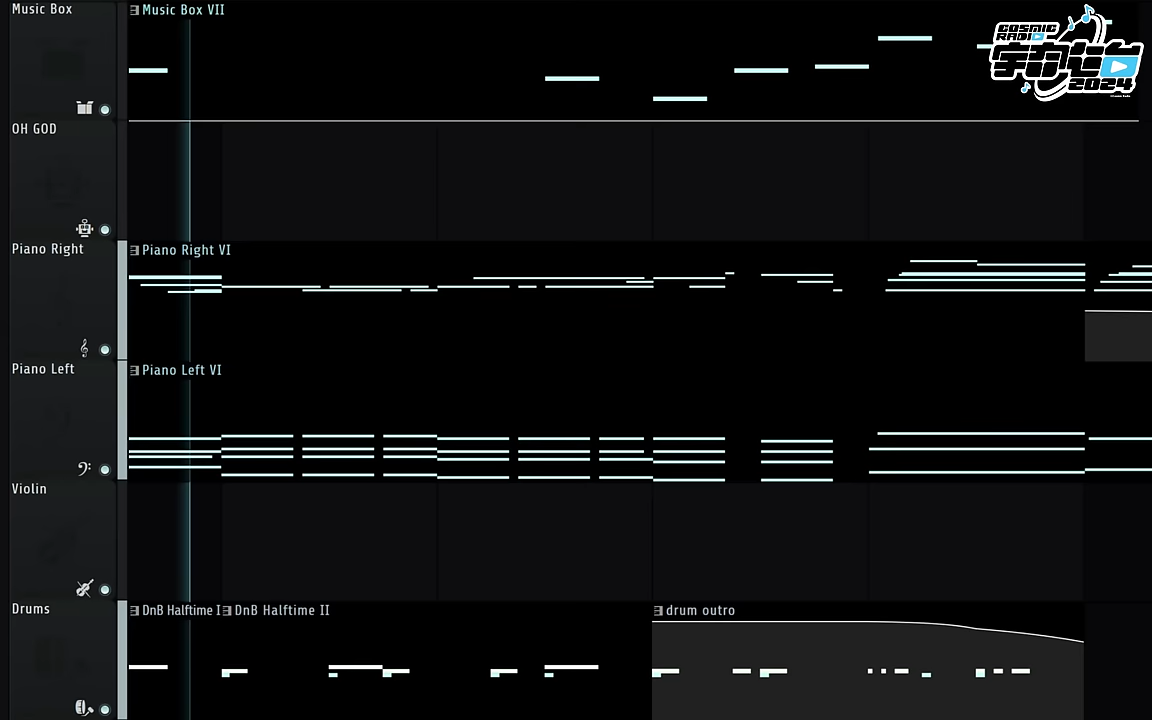 Music Box
Music Box VII
COSMIC
RADIO
2024
OH GOD
Piano Right
Piano Right VI
Piano Left
Piano Left VI
Violin
Drums
DnB Halftime I
DnB Halftime II
drum outro